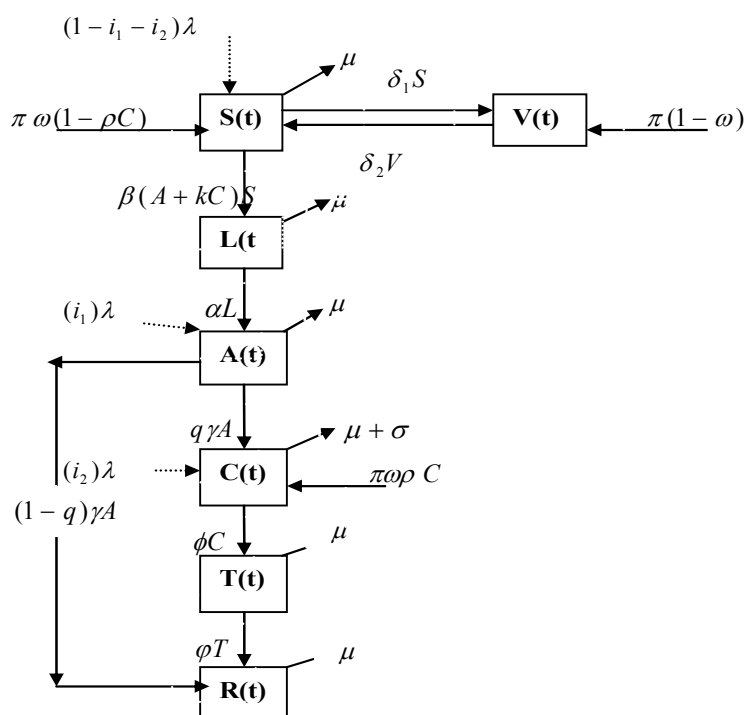 (1 - i₁ - i₂)λ
μ
δ₁S
π ω(1 - ρC)
S(t)
V(t)
π(1 - ω)
δ₂V
β(A + kC)S
μ
L(t
(i₁)λ
αL
μ
A(t)
qγA
μ + σ
(i₂)λ
C(t)
πωρ C
(1 - q)γA
φC
μ
T(t)
φT
μ
R(t)